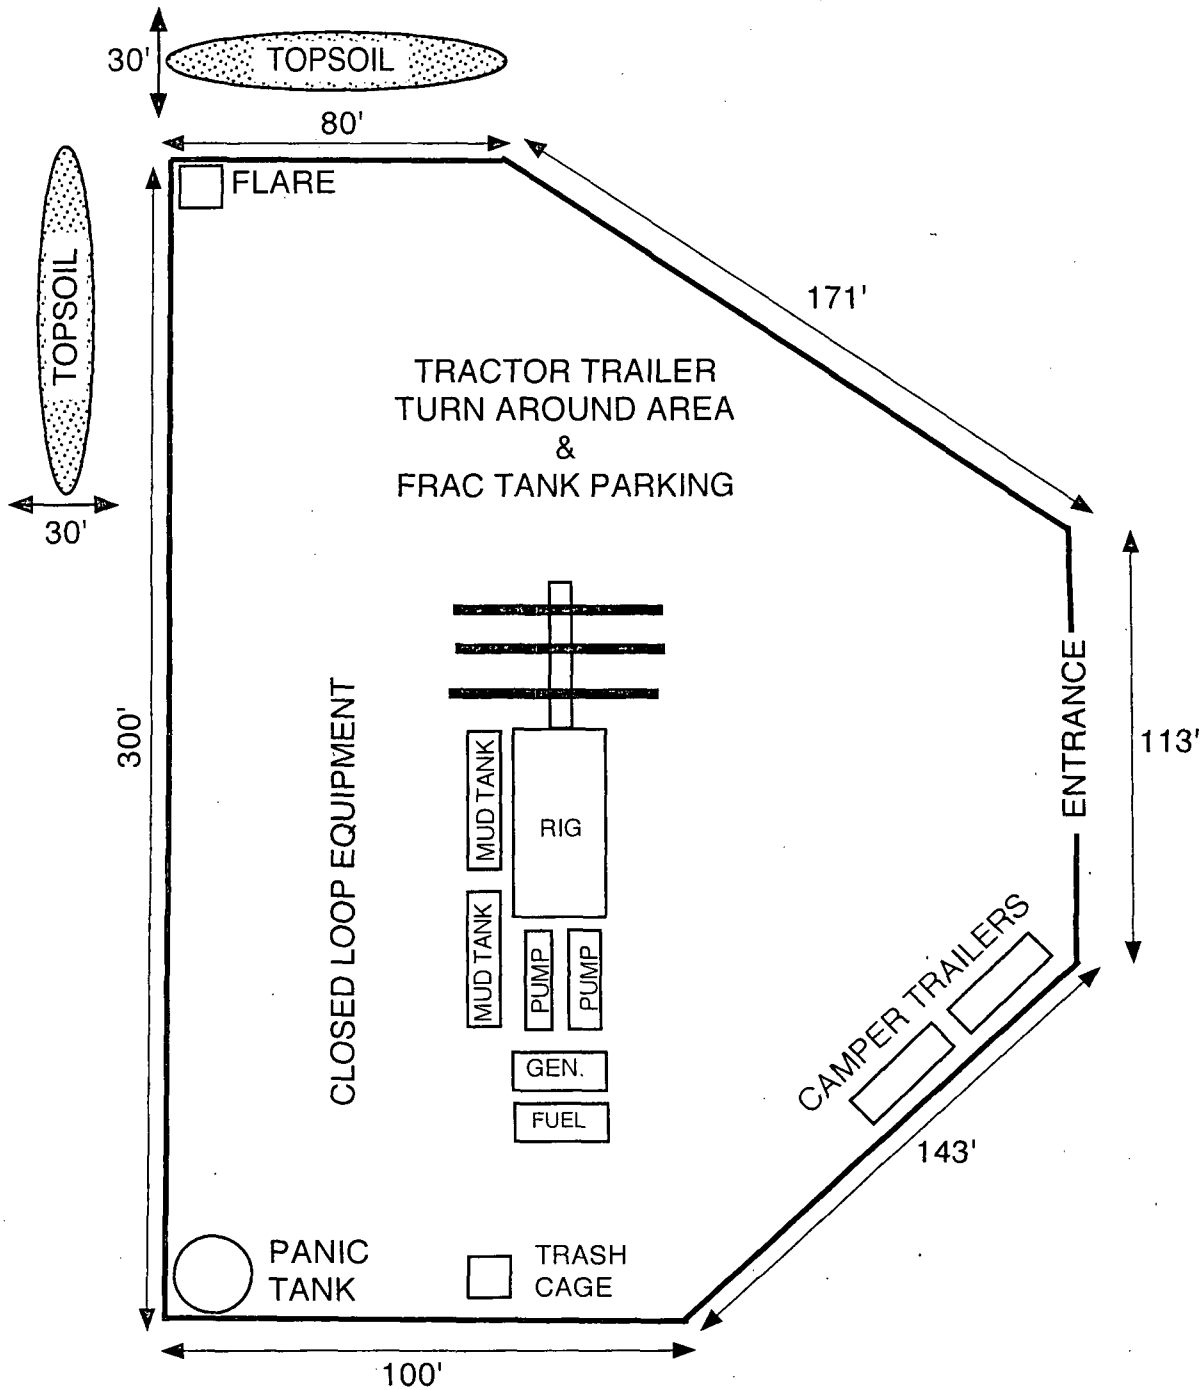 30'
TOPSOIL
80'
FLARE
TOPSOIL
30'
171'
TRACTOR TRAILER
TURN AROUND AREA
&
FRAC TANK PARKING
300'
CLOSED LOOP EQUIPMENT
MUD TANK
RIG
ENTRANCE
113'
MUD TANK
PUMP
PUMP
GEN.
FUEL
CAMPER TRAILERS
143'
PANIC
TANK
TRASH
CAGE
100'